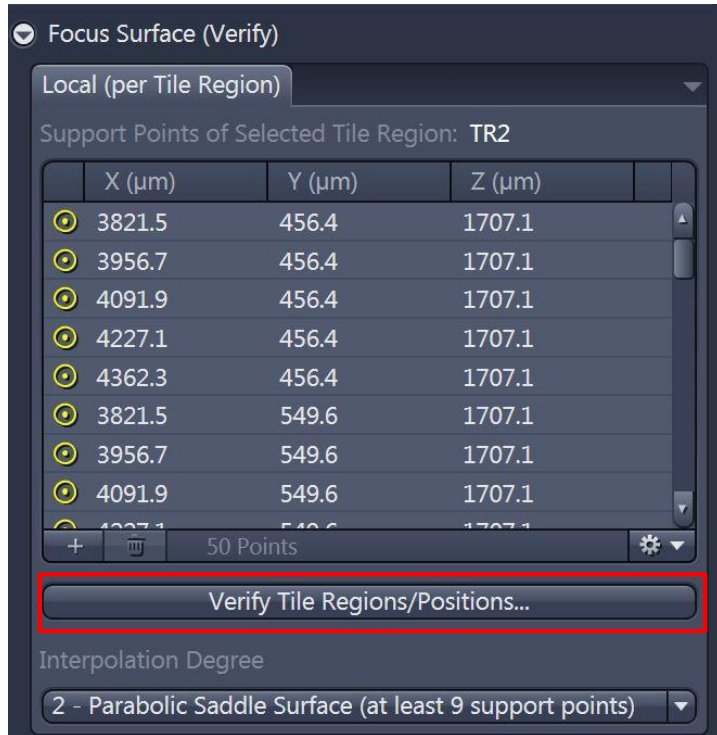 Focus Surface (Verify)
Local (per Tile Region)
Support Points of Selected Tile Region: TR2
X (µm) Y (µm) Z (µm)
3821.5 456.4 1707.1
3956.7 456.4 1707.1
4091.9 456.4 1707.1
4227.1 456.4 1707.1
4362.3 456.4 1707.1
3821.5 549.6 1707.1
3956.7 549.6 1707.1
4091.9 549.6 1707.1
50 Points
Verify Tile Regions/Positions...
Interpolation Degree
2 - Parabolic Saddle Surface (at least 9 support points)